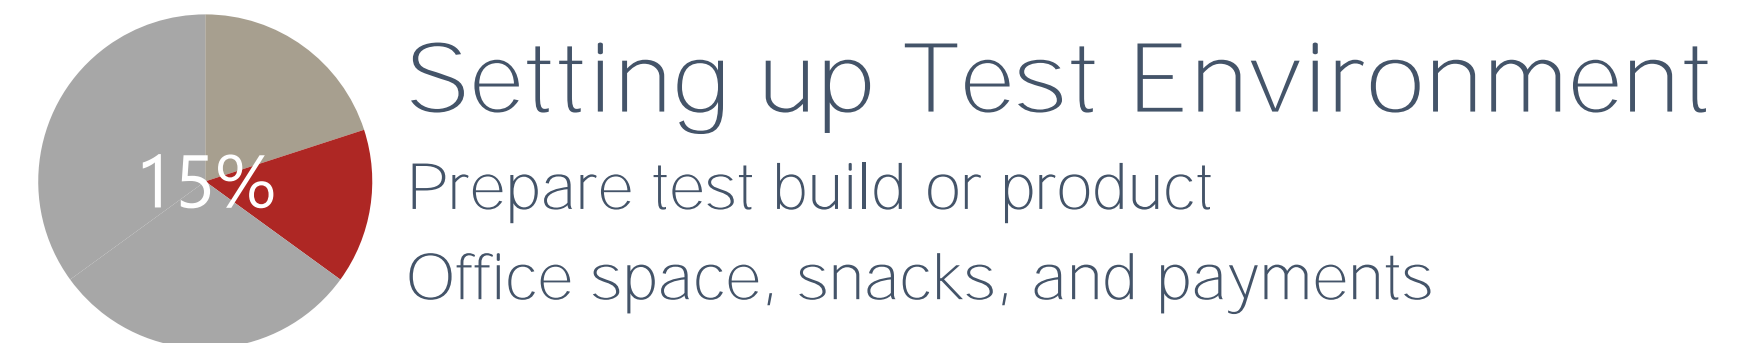 15%
Setting up Test Environment
Prepare test build or product
Office space, snacks, and payments